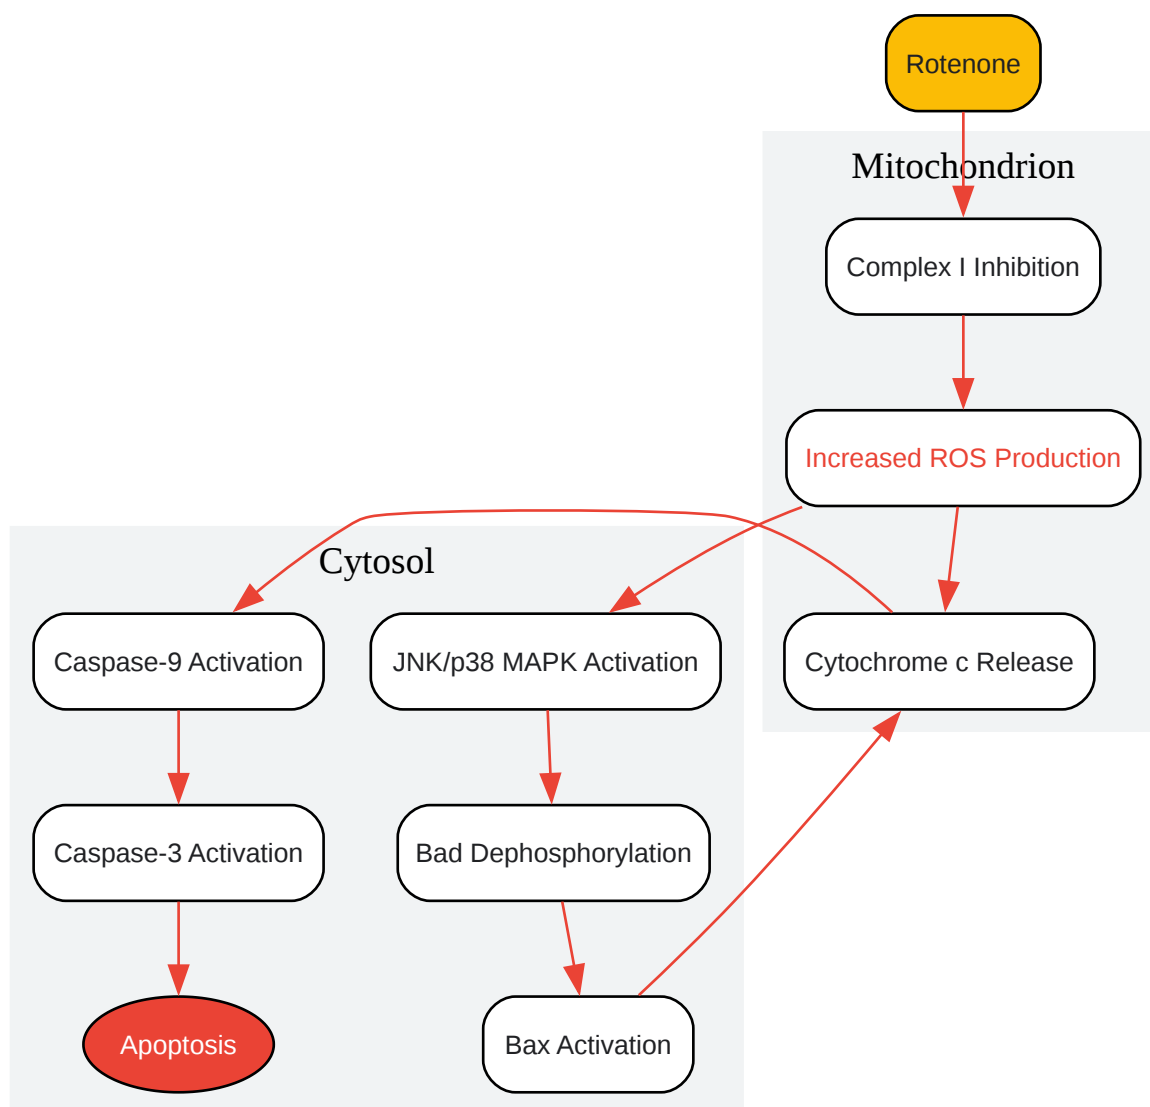 Rotenone
Mitochondrion
Complex I Inhibition
Increased ROS Production
Cytosol
Caspase-9 Activation
JNK/p38 MAPK Activation
Cytochrome c Release
Caspase-3 Activation
Bad Dephosphorylation
Apoptosis
Bax Activation